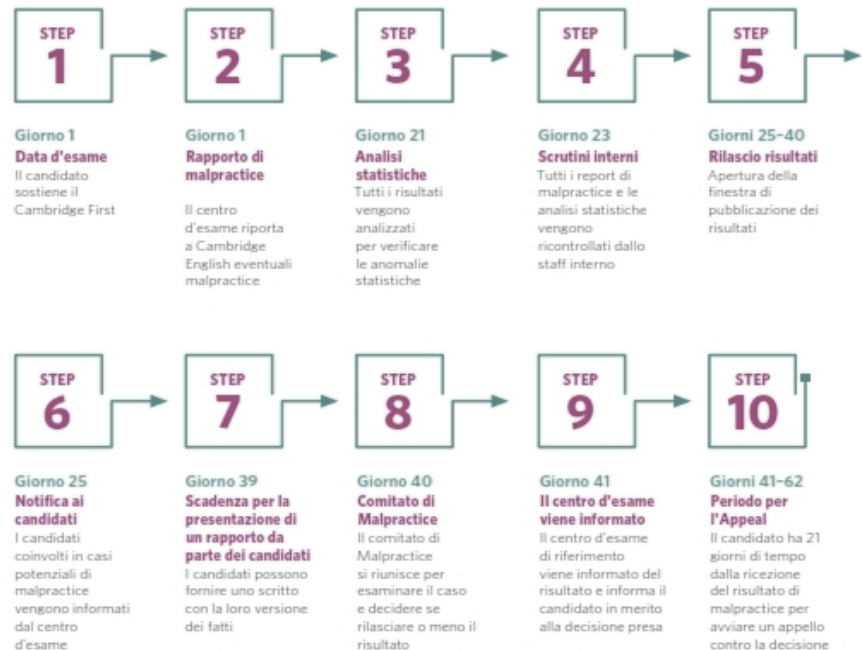 STEP
1
Giorno 1
Data d'esame
Il candidato
sostiene il
Cambridge First
STEP
2
Giorno 1
Rapporto di
malpractice
Il centro
d'esame riporta
a Cambridge
English eventuali
malpractice
STEP
3
Giorno 21
Analisi
statistiche
Tutti i risultati
vengono
analizzati
per verificare
le anomalie
statistiche
STEP
4
Giorno 23
Scrutini interni
Tutti i report di
malpractice e le
analisi statistiche
vengono
ricontrollati dallo
staff interno
STEP
5
Giorni 25–40
Rilascio risultati
Apertura della
finestra di
pubblicazione dei
risultati
STEP
6
Giorno 25
Notifica ai
candidati
I candidati
coinvolti in casi
potenziali di
malpractice
vengono informati
dal centro
d'esame
STEP
7
Giorno 39
Scadenza per la
presentazione di
un rapporto da
parte dei candidati
I candidati possono
fornire uno scritto
con la loro versione
dei fatti
STEP
8
Giorno 40
Comitato di
Malpractice
Il comitato di
Malpractice
si riunisce per
esaminare il caso
e decidere se
rilasciare o meno il
risultato
STEP
9
Giorno 41
Il centro d'esame
viene informato
Il centro d'esame
di riferimento
viene informato del
risultato e informa il
candidato in merito
alla decisione presa
STEP
10
Giorni 41–62
Periodo per
l'Appeal
Il candidato ha 21
giorni di tempo
dalla ricezione
del risultato di
malpractice per
avviare un appello
contro la decisione